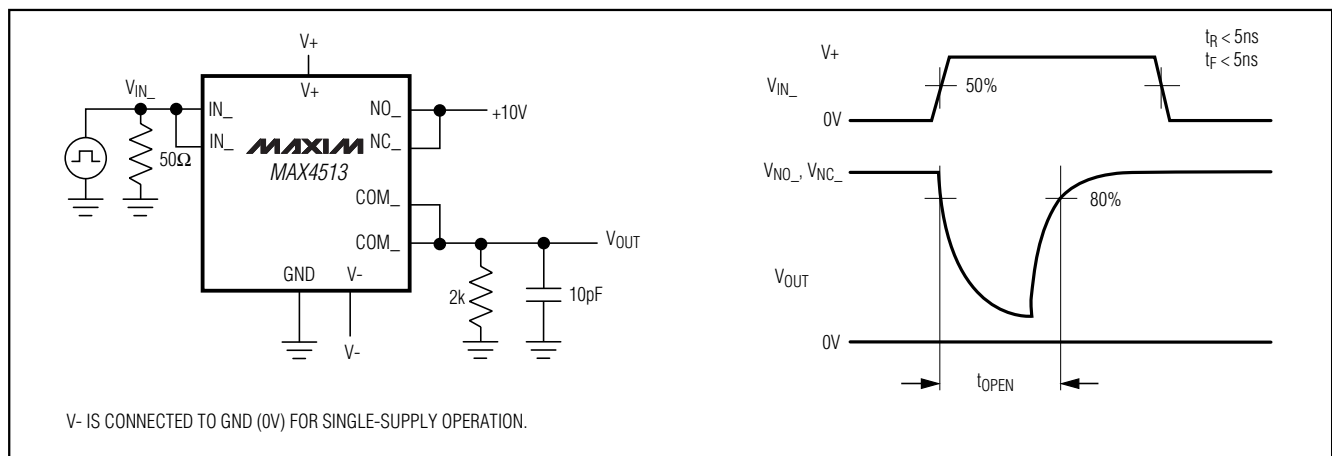 V+
V+
V_IN_
IN_
IN_
50Ω
MAXIM
MAX4513
NO_
NC_
+10V
COM_
COM_
V_OUT
GND
V-
V-
2k
10pF
V- IS CONNECTED TO GND (0V) FOR SINGLE-SUPPLY OPERATION.
t_R < 5ns
t_F < 5ns
V+
V_IN_
50%
0V
V_NO_, V_NC_
80%
V_OUT
0V
t_OPEN